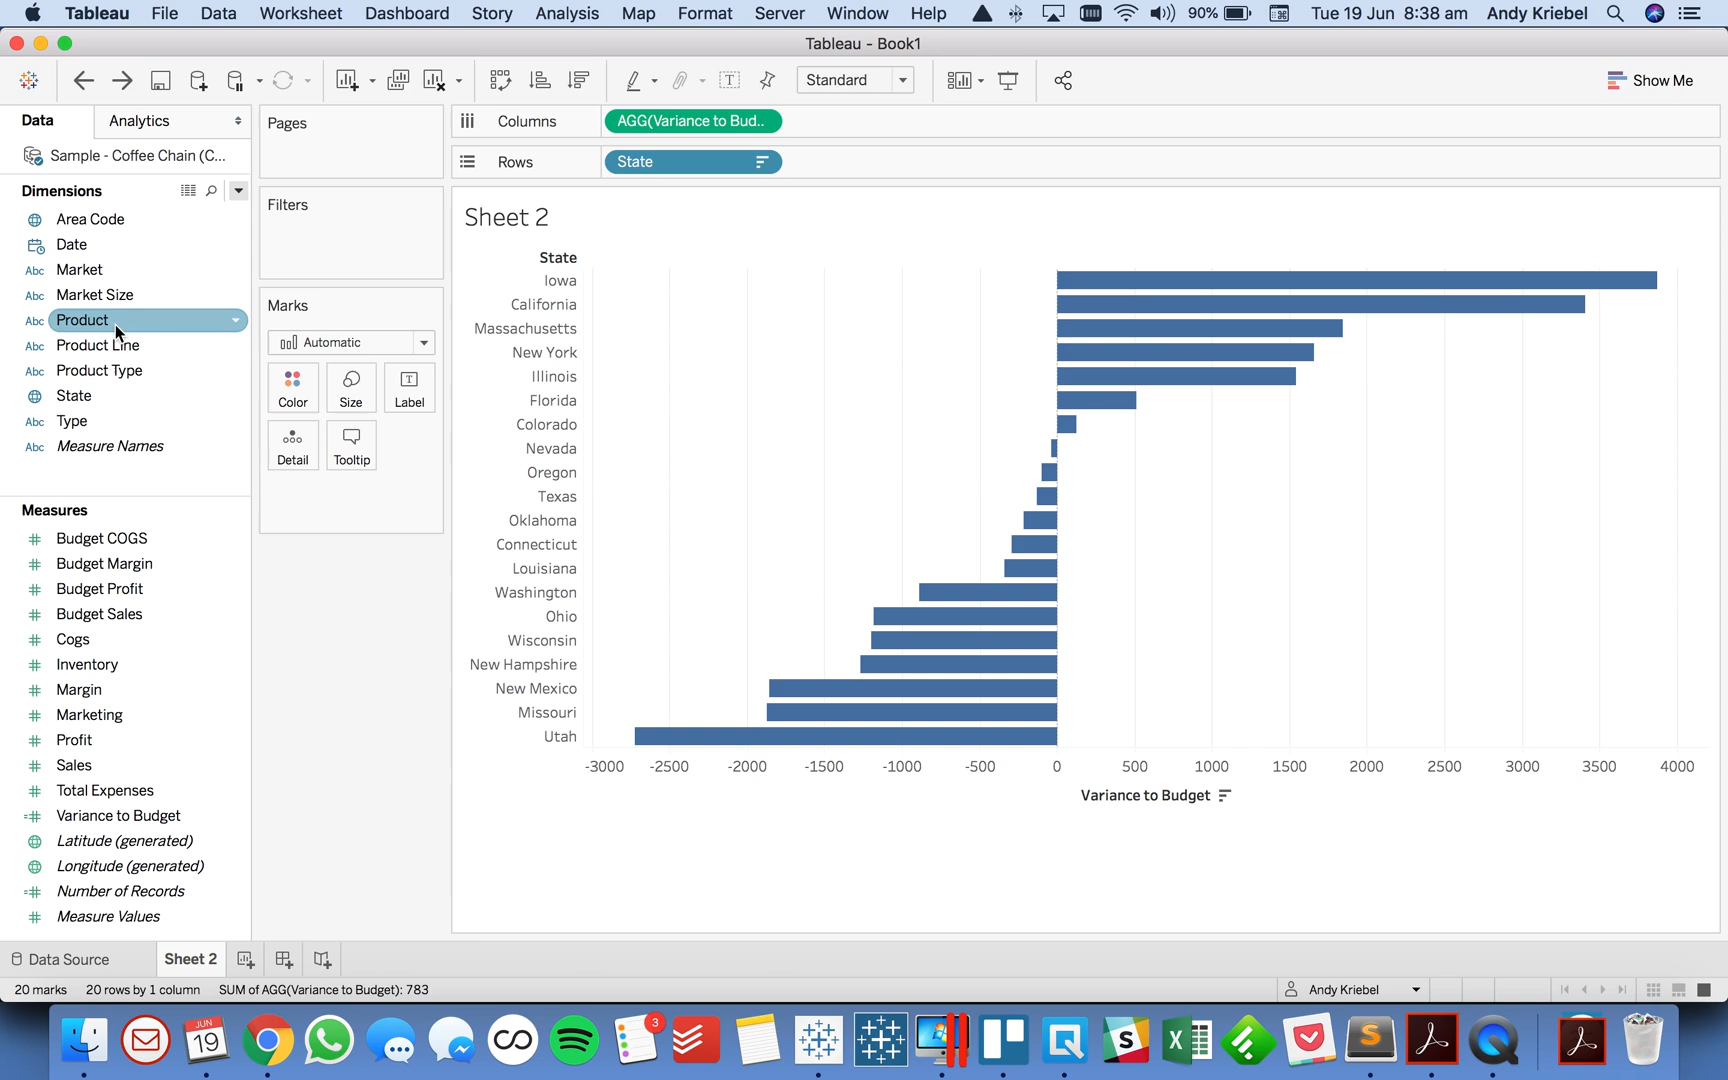 Tableau File Data Worksheet Dashboard Story Analysis Map Format Server Window Help 90% Tue 19 Jun 8:38 am Andy Kriebel
Tableau - Book1
Standard Show Me
Data Analytics
Sample - Coffee Chain (C...
Dimensions
Area Code
Date
Abc Market
Abc Market Size
Abc Product
Abc Product Line
Abc Product Type
State
Abc Type
Abc Measure Names
Measures
Budget COGS
Budget Margin
Budget Profit
Budget Sales
Cogs
Inventory
Margin
Marketing
Profit
Sales
Total Expenses
Variance to Budget
Latitude (generated)
Longitude (generated)
Number of Records
Measure Values
Pages
Filters
Marks
Automatic
Color Size Label
Detail Tooltip
Columns AGG(Variance to Bud..
Rows State
Sheet 2
State
Iowa
California
Massachusetts
New York
Illinois
Florida
Colorado
Nevada
Oregon
Texas
Oklahoma
Connecticut
Louisiana
Washington
Ohio
Wisconsin
New Hampshire
New Mexico
Missouri
Utah
-3000 -2500 -2000 -1500 -1000 -500 0 500 1000 1500 2000 2500 3000 3500 4000
Variance to Budget
Data Source Sheet 2
20 marks 20 rows by 1 column SUM of AGG(Variance to Budget): 783 Andy Kriebel
JUN
19
3